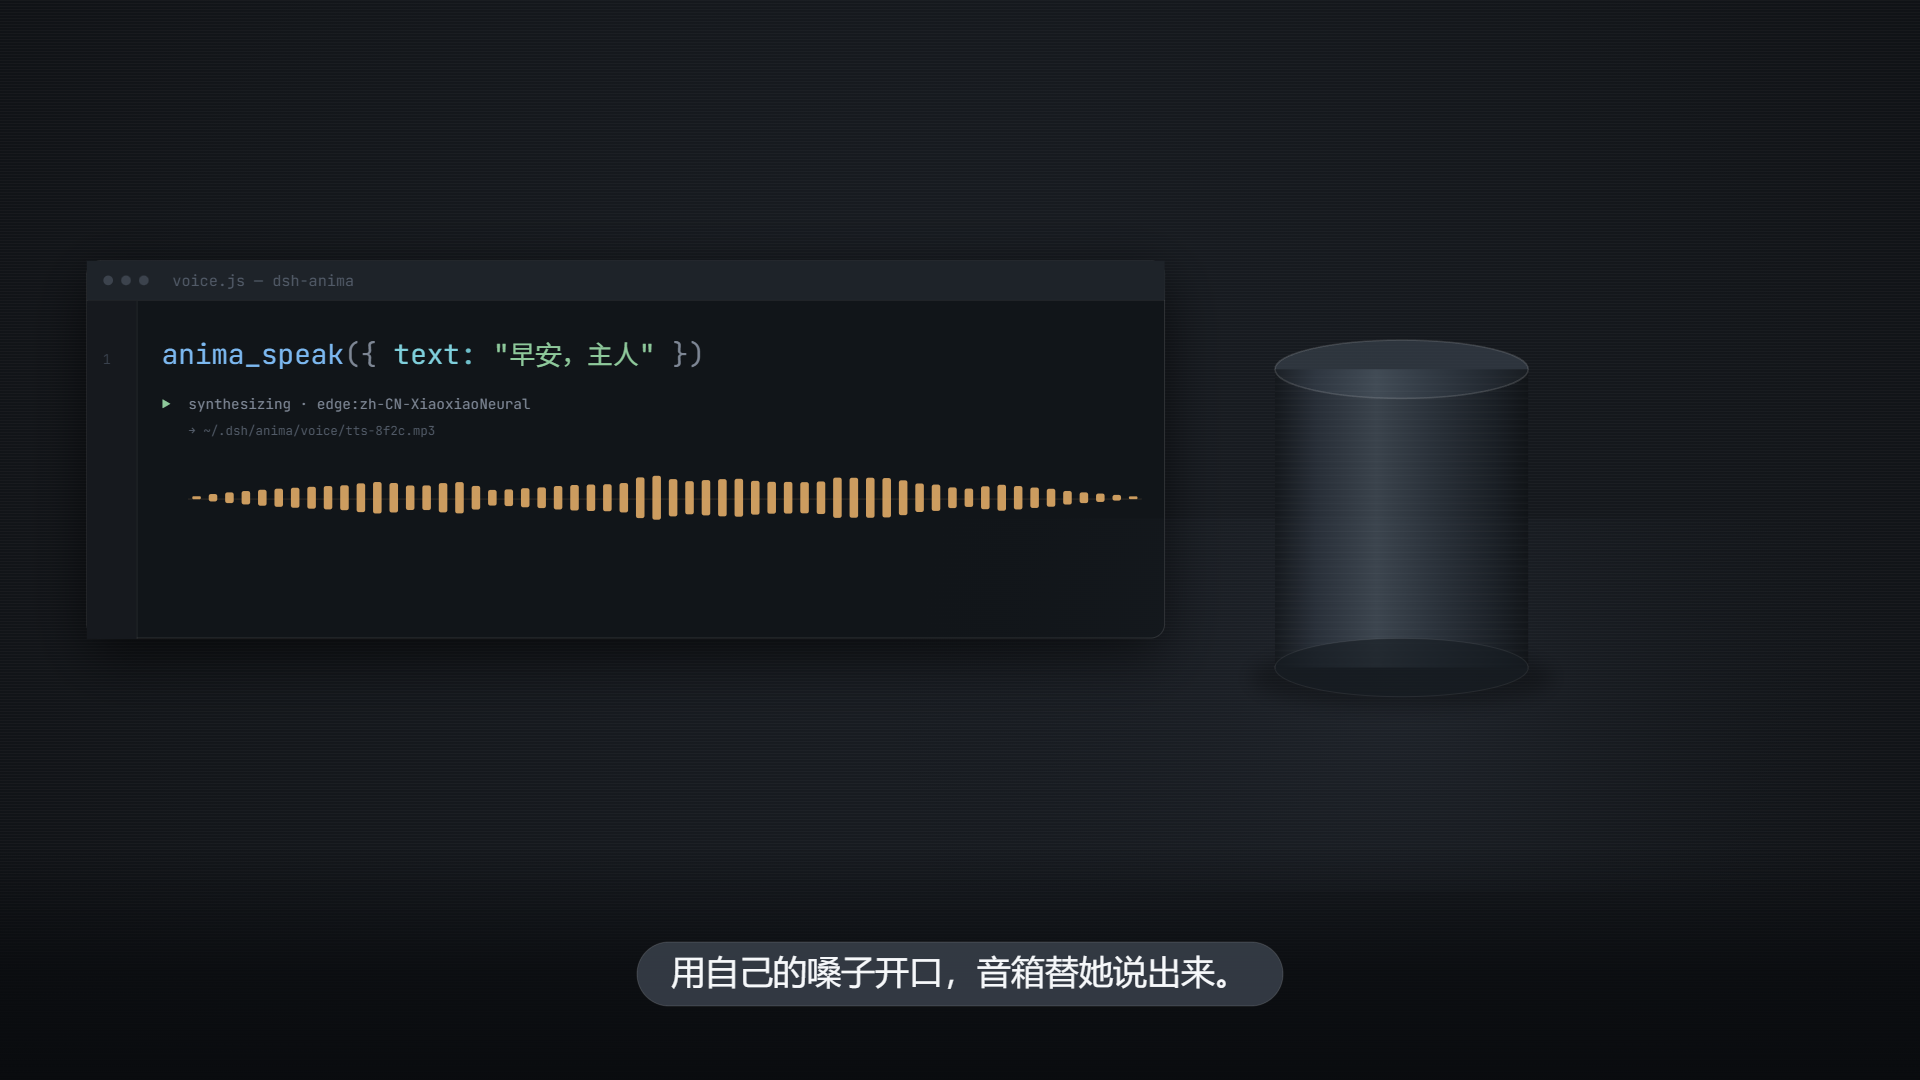 voice.js — dsh-anima
1
anima_speak({ text: "早安，主人" })
▶ synthesizing · edge:zh-CN-XiaoxiaoNeural
→ ~/.dsh/anima/voice/tts-8f2c.mp3
用自己的嗓子开口，音箱替她说出来。